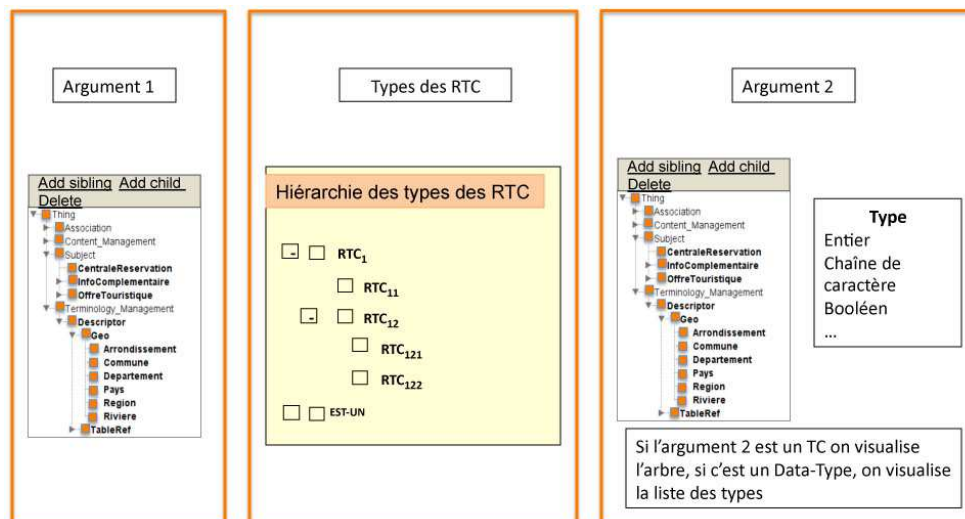 Argument 1
Add sibling Add child
Delete
Thing
Association
Content_Management
Subject
CentraleReservation
InfoComplementaire
OffreTouristique
Terminology_Management
Descriptor
Geo
Arrondissement
Commune
Departement
Pays
Region
Riviere
TableRef
Types des RTC
Hiérarchie des types des RTC
- RTC1
RTC11
- RTC12
RTC121
RTC122
EST-UN
Argument 2
Add sibling Add child
Delete
Thing
Association
Content_Management
Subject
CentraleReservation
InfoComplementaire
OffreTouristique
Terminology_Management
Descriptor
Geo
Arrondissement
Commune
Departement
Pays
Region
Riviere
TableRef
Type
Entier
Chaîne de
caractère
Booléen
...
Si l'argument 2 est un TC on visualise
l'arbre, si c'est un Data-Type, on visualise
la liste des types